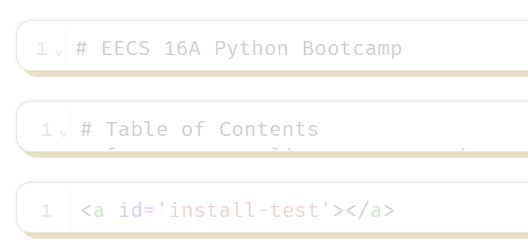 1 # EECS 16A Python Bootcamp
1 # Table of Contents
1 <a id='install-test'></a>